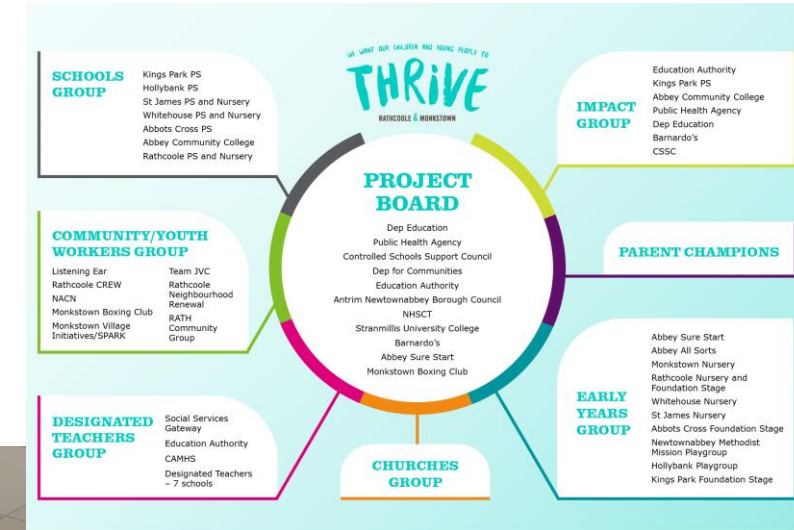 WE WANT OUR CHILDREN AND YOUNG PEOPLE TO
THRiVE
RATHCOOLE & MONKSTOWN
SCHOOLS
GROUP
Kings Park PS
Hollybank PS
St James PS and Nursery
Whitehouse PS and Nursery
Abbots Cross PS
Abbey Community College
Rathcoole PS and Nursery
IMPACT
GROUP
Education Authority
Kings Park PS
Abbey Community College
Public Health Agency
Dep Education
Barnardo's
CSSC
PROJECT
BOARD
Dep Education
Public Health Agency
Controlled Schools Support Council
Dep for Communities
Education Authority
Antrim Newtownabbey Borough Council
NHSCT
Stranmillis University College
Barnardo's
Abbey Sure Start
Monkstown Boxing Club
COMMUNITY/YOUTH
WORKERS GROUP
Listening Ear
Rathcoole CREW
NACN
Monkstown Boxing Club
Monkstown Village
Initiatives/SPARK
Team JVC
Rathcoole
Neighbourhood
Renewal
RATH
Community
Group
PARENT CHAMPIONS
DESIGNATED
TEACHERS
GROUP
Social Services
Gateway
Education Authority
CAMHS
Designated Teachers
– 7 schools
CHURCHES
GROUP
EARLY
YEARS
GROUP
Abbey Sure Start
Abbey All Sorts
Monkstown Nursery
Rathcoole Nursery and
Foundation Stage
Whitehouse Nursery
St James Nursery
Abbots Cross Foundation Stage
Newtownabbey Methodist
Mission Playgroup
Hollybank Playgroup
Kings Park Foundation Stage